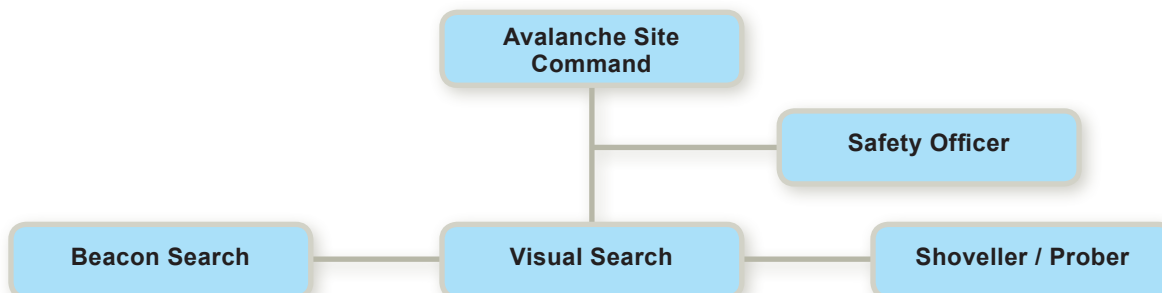 Avalanche Site
Command
Safety Officer
Beacon Search
Visual Search
Shoveller / Prober